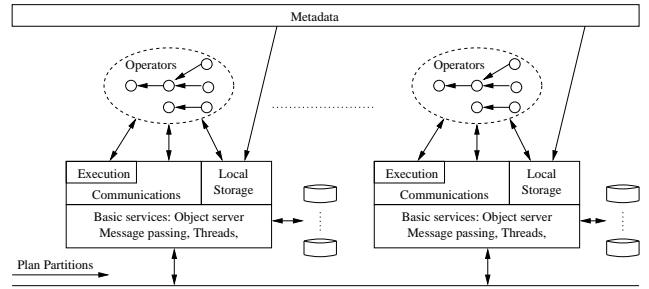 Metadata
Operators
Operators
Execution
Communications
Local
Storage
Basic services: Object server
Message passing, Threads,
Execution
Communications
Local
Storage
Basic services: Object server
Message passing, Threads,
Plan Partitions